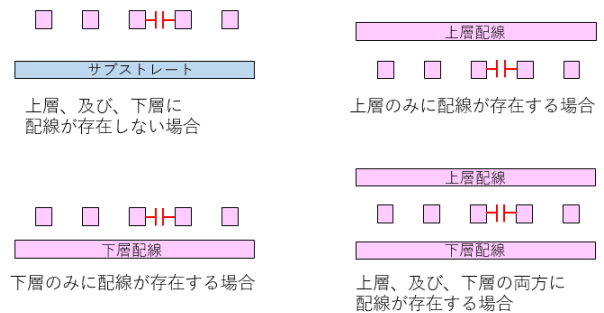 サブストレート
上層、及び、下層に
配線が存在しない場合
上層配線
上層のみに配線が存在する場合
下層配線
下層のみに配線が存在する場合
上層配線
下層配線
上層、及び、下層の両方に
配線が存在する場合